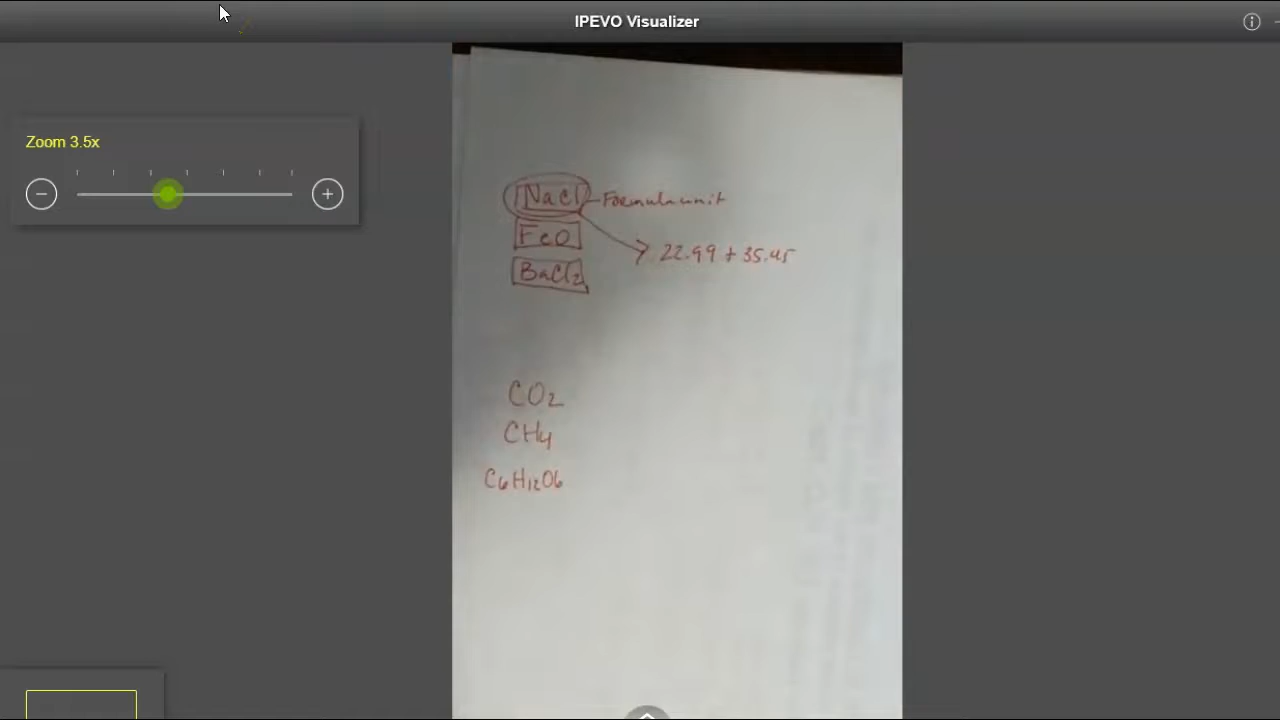 IPEVO Visualizer
Zoom 3.5x
NaCl Formula unit
FeO
22.99 + 35.45
BaCl2
CO2
CH4
C6H12O6